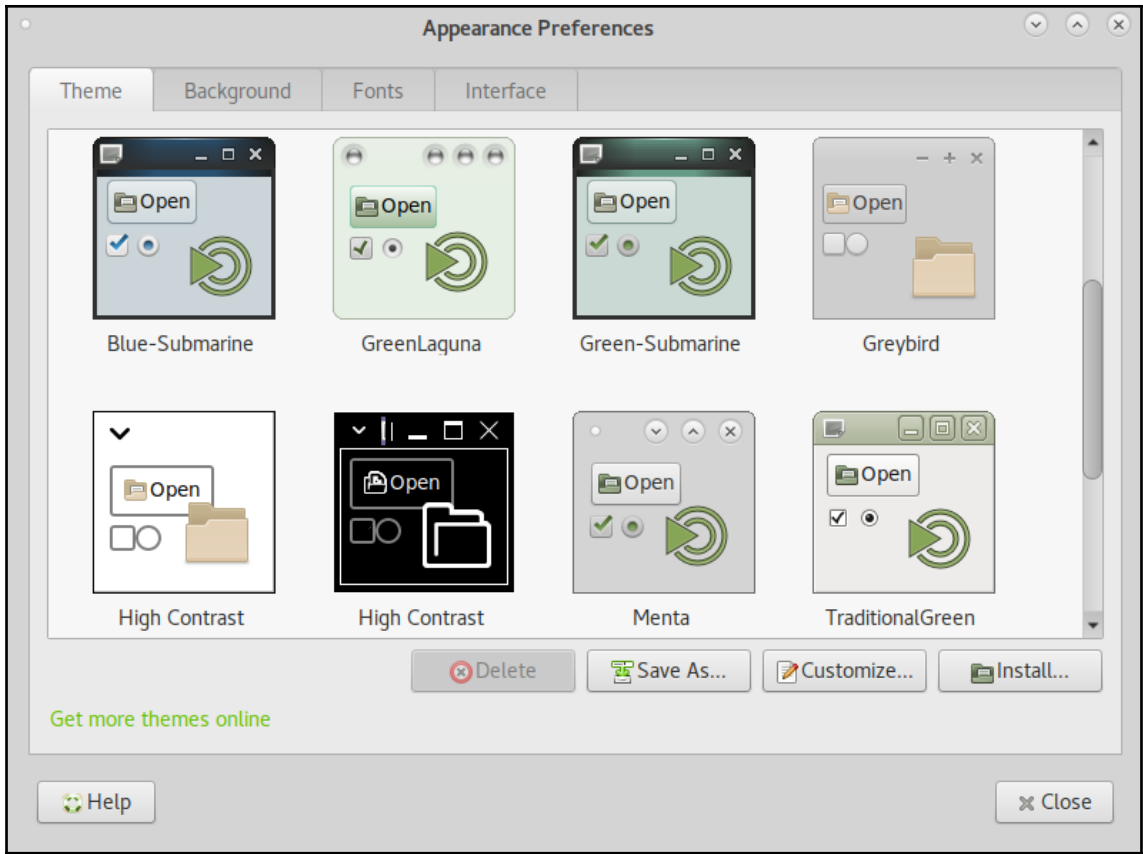 Appearance Preferences
Theme Background Fonts Interface
Open Open Open Open
Blue-Submarine GreenLaguna Green-Submarine Greybird
Open Open Open Open
High Contrast High Contrast Menta TraditionalGreen
Delete Save As... Customize... Install...
Get more themes online
Help Close